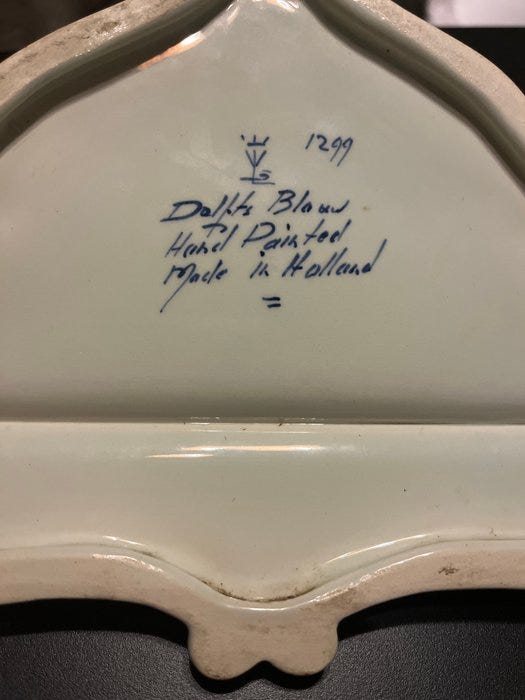 1299
Delfts Blauw
Hand Painted
Made in Holland
=